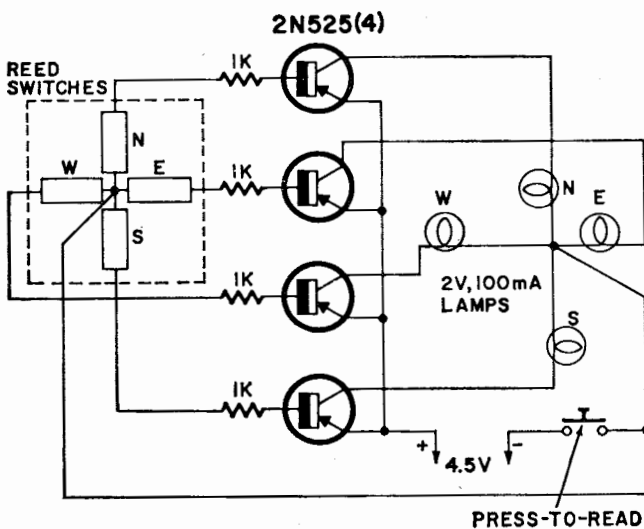 2N525(4)
REED
SWITCHES
1K
N
W
E
S
1K
1K
1K
N
E
W
S
2V, 100mA
LAMPS
+
4.5V
−
PRESS-TO-READ